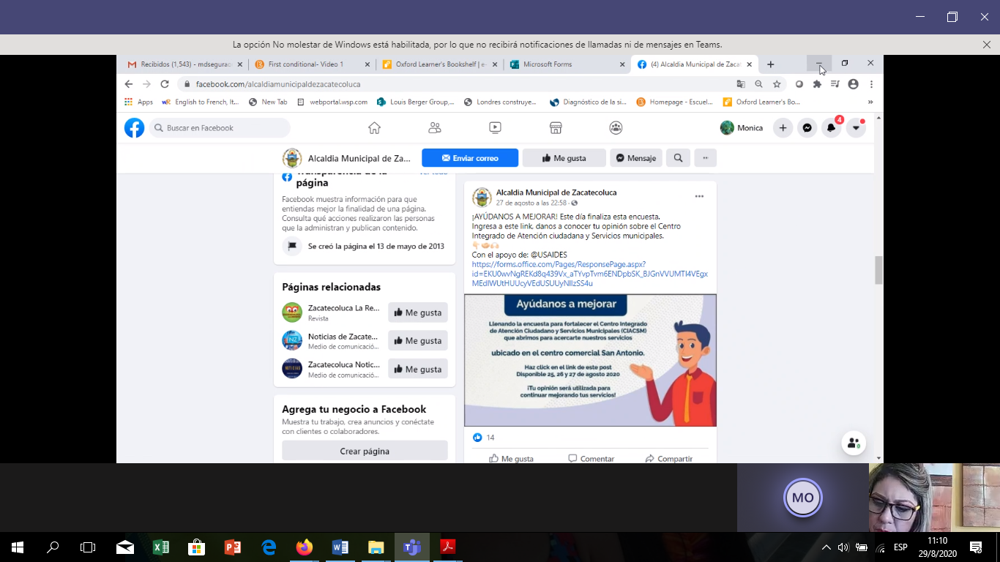 La opción No molestar de Windows está habilitada, por lo que no recibirá notificaciones de llamadas ni de mensajes en Teams.
Recibidos (1,543) - mdsegurac
First conditional- Video 1
Oxford Learner's Bookshelf | e-
Microsoft Forms
(4) Alcaldia Municipal de Zacat
facebook.com/alcaldiamunicipaldezacatecoluca
Apps
English to French, It...
New Tab
webportal.wsp.com
Louis Berger Group,...
Londres construye...
Diagnóstico de la si...
Homepage - Escuel...
Oxford Learner's Bo...
»
Buscar en Facebook
Monica
4
Alcaldia Municipal de Za...
Enviar correo
Me gusta
Mensaje
Transparencia de la
página
Facebook muestra información para que
entiendas mejor la finalidad de una página.
Consulta qué acciones realizaron las personas
que la administran y publican contenido.
Se creó la página el 13 de mayo de 2013
Páginas relacionadas
Zacatecoluca La Re...
Revista
Me gusta
Noticias de Zacate...
Medio de comunicació...
Me gusta
Zacatecoluca Notic...
Medio de comunicació...
Me gusta
Agrega tu negocio a Facebook
Muestra tu trabajo, crea anuncios y conéctate
con clientes o colaboradores.
Crear página
Alcaldia Municipal de Zacatecoluca
27 de agosto a las 22:58 ·
¡AYÚDANOS A MEJORAR! Este día finaliza esta encuesta.
Ingresa a este link, danos a conocer tu opinión sobre el Centro
Integrado de Atención ciudadana y Servicios municipales.
Con el apoyo de: @USAIDES
https://forms.office.com/Pages/ResponsePage.aspx?
Ayúdanos a mejorar
Llenando la encuesta para fortalecer el Centro Integrado
de Atención Ciudadano y Servicios Municipales (CIACSM)
que abrimos para acercarte nuestros servicios
ubicado en el centro comercial San Antonio.
Haz click en el link de este post
Disponible 25, 26 y 27 de agosto 2020
¡Tu opinión será utilizada para
continuar mejorando tus servicios!
14
Me gusta
Comentar
Compartir
MO
ESP
11:10
29/8/2020